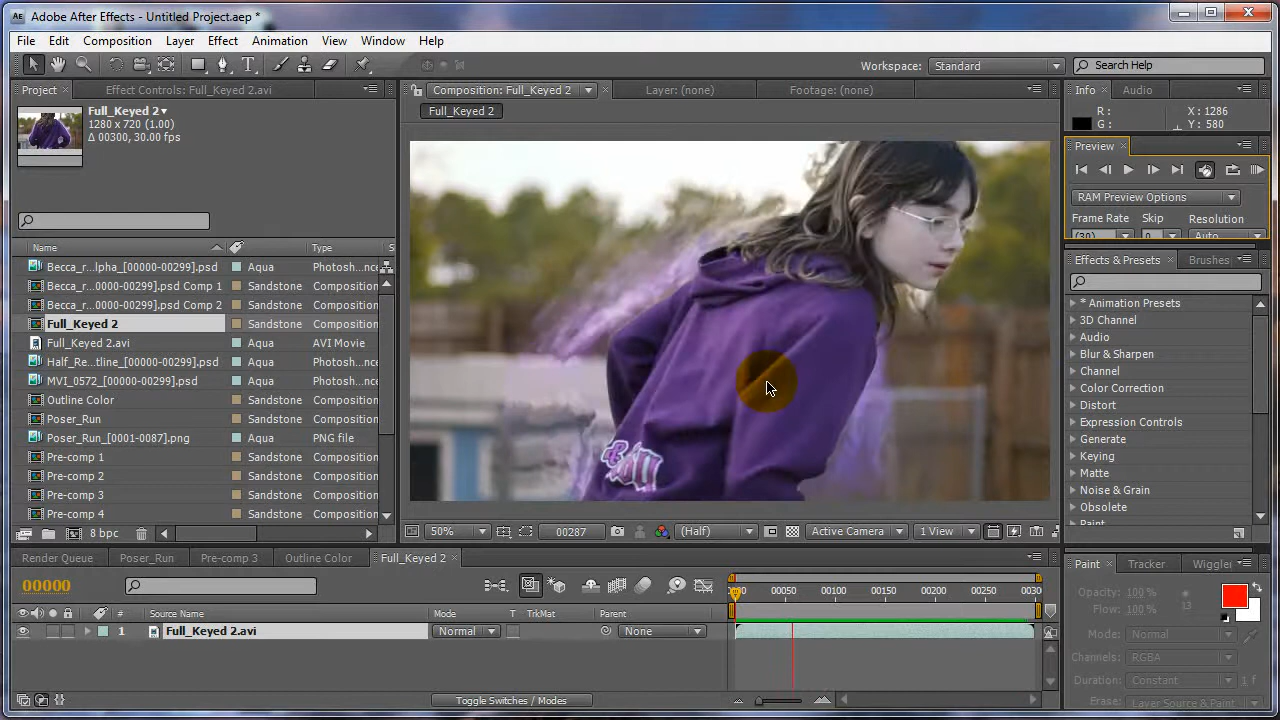 Adobe After Effects - Untitled Project.aep *
File Edit Composition Layer Effect Animation View Window Help
Workspace: Standard Search Help
Project Effect Controls: Full_Keyed 2.avi
Composition: Full_Keyed 2 Layer: (none) Footage: (none)
Info Audio
Full_Keyed 2
1280 x 720 (1.00)
Δ 00300, 30.00 fps
Full_Keyed 2
R :
G :
X : 1286
Y : 580
Preview
RAM Preview Options
Frame Rate Skip Resolution
(30) 0 Auto
Name Type S
Becca_r...lpha_[00000-00299].psd Aqua Photosh...nce
Becca_r...0000-00299].psd Comp 1 Sandstone Composition
Becca_r...0000-00299].psd Comp 2 Sandstone Composition
Full_Keyed 2 Sandstone Composition
Full_Keyed 2.avi Aqua AVI Movie
Half_Re...tline_[00000-00299].psd Aqua Photosh...nce
MVI_0572_[00000-00299].psd Aqua Photosh...nce
Outline Color Sandstone Composition
Poser_Run Sandstone Composition
Poser_Run_[0001-0087].png Aqua PNG file
Pre-comp 1 Sandstone Composition
Pre-comp 2 Sandstone Composition
Pre-comp 3 Sandstone Composition
Pre-comp 4 Sandstone Composition
8 bpc
Effects & Presets Brushes
* Animation Presets
3D Channel
Audio
Blur & Sharpen
Channel
Color Correction
Distort
Expression Controls
Generate
Keying
Matte
Noise & Grain
Obsolete
Paint
50% 00287 (Half) Active Camera 1 View
Render Queue Poser_Run Pre-comp 3 Outline Color Full_Keyed 2
00000
00050 00100 00150 00200 00250 0030
# Source Name Mode T TrkMat Parent
1 Full_Keyed 2.avi Normal None
Toggle Switches / Modes
Paint Tracker Wiggler
Opacity: 100 %
Flow: 100 %
13
Mode: Normal
Channels: RGBA
Duration: Constant 1 f
Erase: Layer Source & Paint